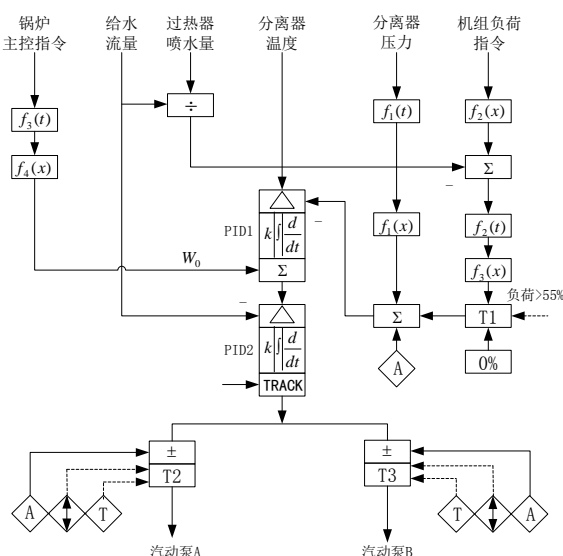 锅炉
主控指令
给水
流量
过热器
喷水量
分离器
温度
分离器
压力
机组负荷
指令
÷
f₃(t)
f₁(t)
f₂(x)
f₄(x)
Σ
−
−
PID1
k∫d/dt
f₁(x)
f₂(t)
W₀
Σ
f₃(x)
负荷>55%
−
Σ
T1
PID2
k∫d/dt
A
0%
TRACK
±
T2
±
T3
A
T
T
A
汽动泵A
汽动泵B